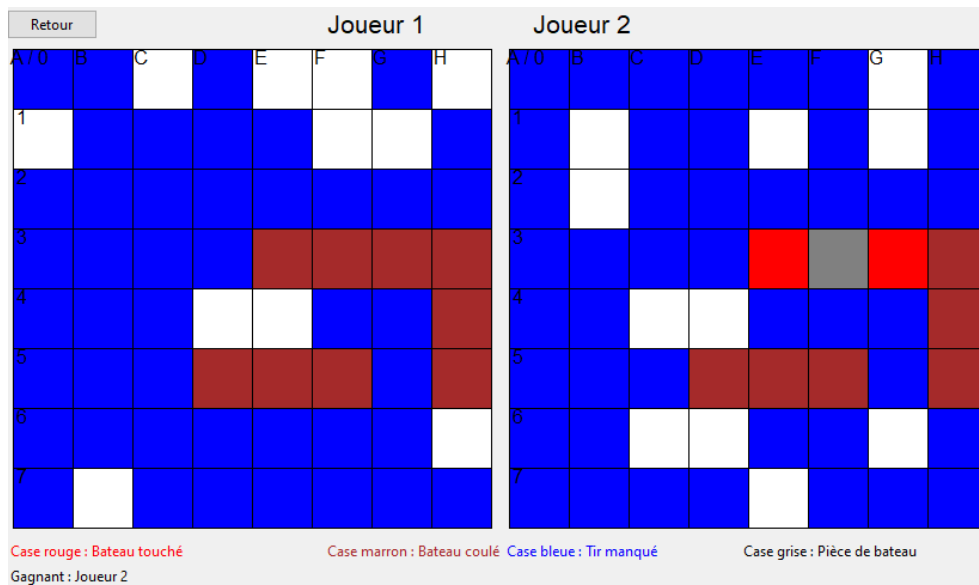 Retour
Joueur 1
Joueur 2
A / 0 B C D E F G H
A / 0 B C D E F G H
1
1
2
2
3
3
4
4
5
5
6
6
7
7
Case rouge : Bateau touché
Case marron : Bateau coulé
Case bleue : Tir manqué
Case grise : Pièce de bateau
Gagnant : Joueur 2